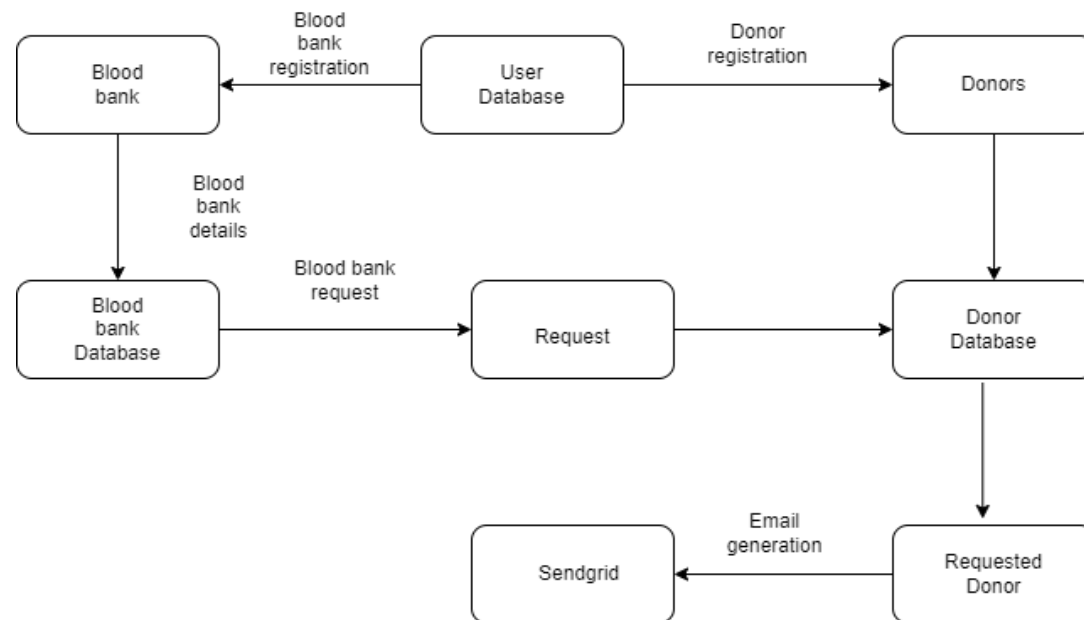 Blood
bank
registration
Donor
registration
Blood
bank
User
Database
Donors
Blood
bank
details
Blood bank
request
Blood
bank
Database
Request
Donor
Database
Email
generation
Sendgrid
Requested
Donor